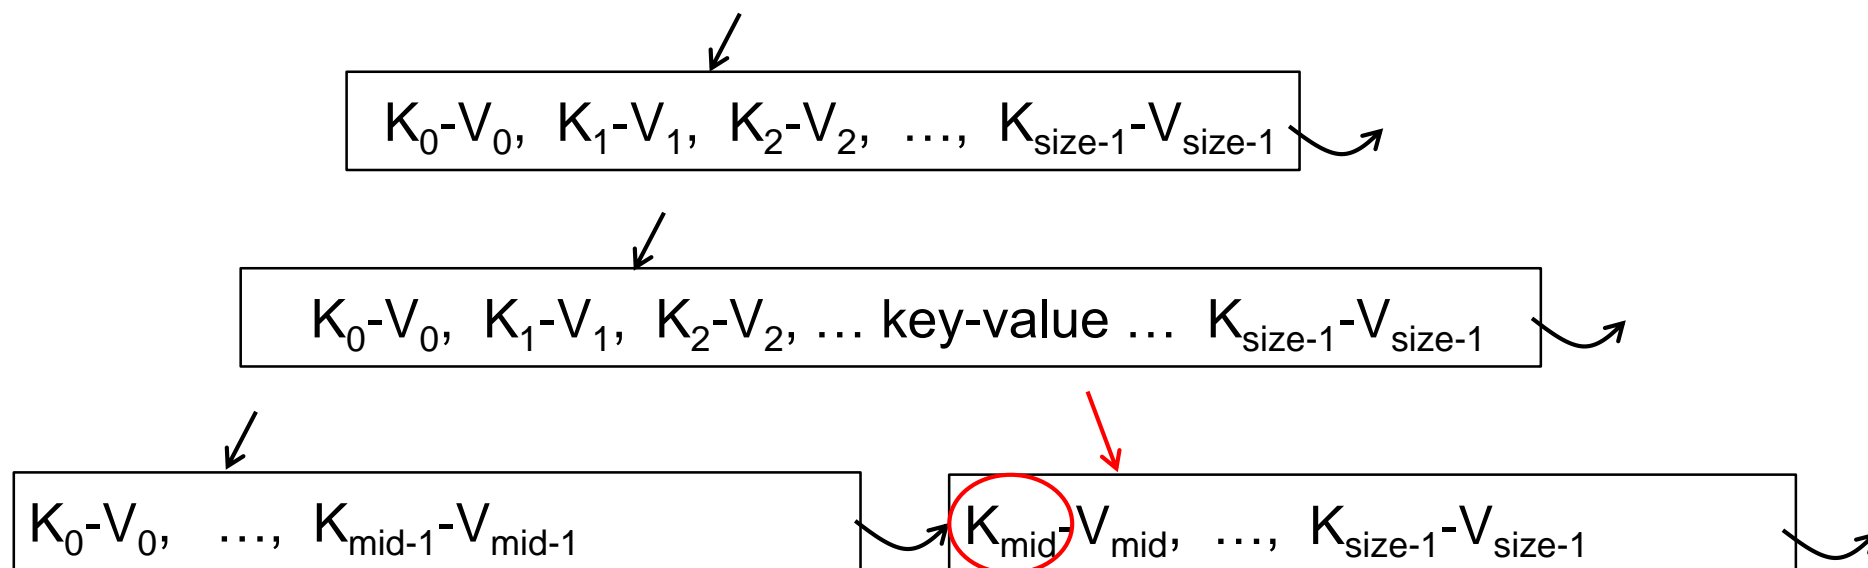 K₀-V₀, K₁-V₁, K₂-V₂, …, Kₛᵢzₑ₋₁-Vₛᵢzₑ₋₁
K₀-V₀, K₁-V₁, K₂-V₂, … key-value … Kₛᵢzₑ₋₁-Vₛᵢzₑ₋₁
K₀-V₀, …, Kmid-1-Vmid-1
Kmid-Vmid, …, Ksize-1-Vsize-1